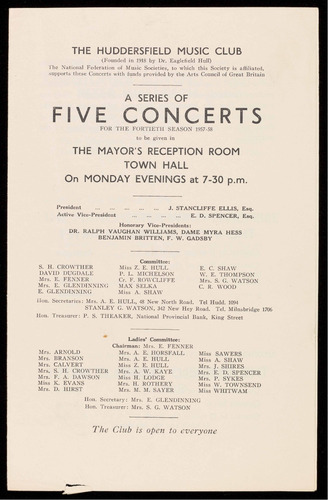 THE HUDDERSFIELD MUSIC CLUB
(Founded in 1918 by Dr. Eaglefield Hull)
The National Federation of Music Societies, to which this Society is affiliated,
supports these Concerts with funds provided by the Arts Council of Great Britain
A SERIES OF
FIVE CONCERTS
FOR THE FORTIETH SEASON 1957-58
to be given in
THE MAYOR'S RECEPTION ROOM
TOWN HALL
On MONDAY EVENINGS at 7-30 p.m.
President ... ... ... ... J. STANCLIFFE ELLIS, Esq.
Active Vice-President ... ... ... ... E. D. SPENCER, Esq.
Honorary Vice-Presidents:
DR. RALPH VAUGHAN WILLIAMS, DAME MYRA HESS
BENJAMIN BRITTEN, F. W. GADSBY
Committee:
S. H. CROWTHER Miss Z. E. HULL E. C. SHAW
DAVID DUGDALE P. L. MICHELSON W. E. THOMPSON
Mrs. E. FENNER Cr. F. ROWCLIFFE Mrs. S. G. WATSON
Mrs. E. GLENDINNING MAX SELKA C. R. WOOD
E. GLENDINNING Miss A. SHAW
Hon. Secretaries: Mrs. A. E. HULL, 48 New North Road. Tel Hudd. 1094
STANLEY G. WATSON, 342 New Hey Road. Tel. Milnsbridge 1706
Hon. Treasurer: P. S. THEAKER, National Provincial Bank, King Street
Ladies' Committee:
Chairman: Mrs. E. FENNER
Mrs. ARNOLD Mrs. A. E. HORSFALL Miss SAWERS
Mrs. BRANSON Mrs. A. E. HULL Miss A. SHAW
Mrs. CALVERT Miss Z. E. HULL Mrs. J. SHIRES
Mrs. S. H. CROWTHER Mrs. A. W. KAYE Mrs. E. D. SPENCER
Mrs. F. A. DAWSON Miss H. LODGE Mrs. P. SYKES
Miss K. EVANS Mrs. H. ROTHERY Miss W. TOWNSEND
Mrs. D. HIRST Mrs. M. M. SAYER Miss WHITWAM
Hon. Secretary: Mrs. E. GLENDINNING
Hon. Treasurer: Mrs. S. G. WATSON
The Club is open to everyone